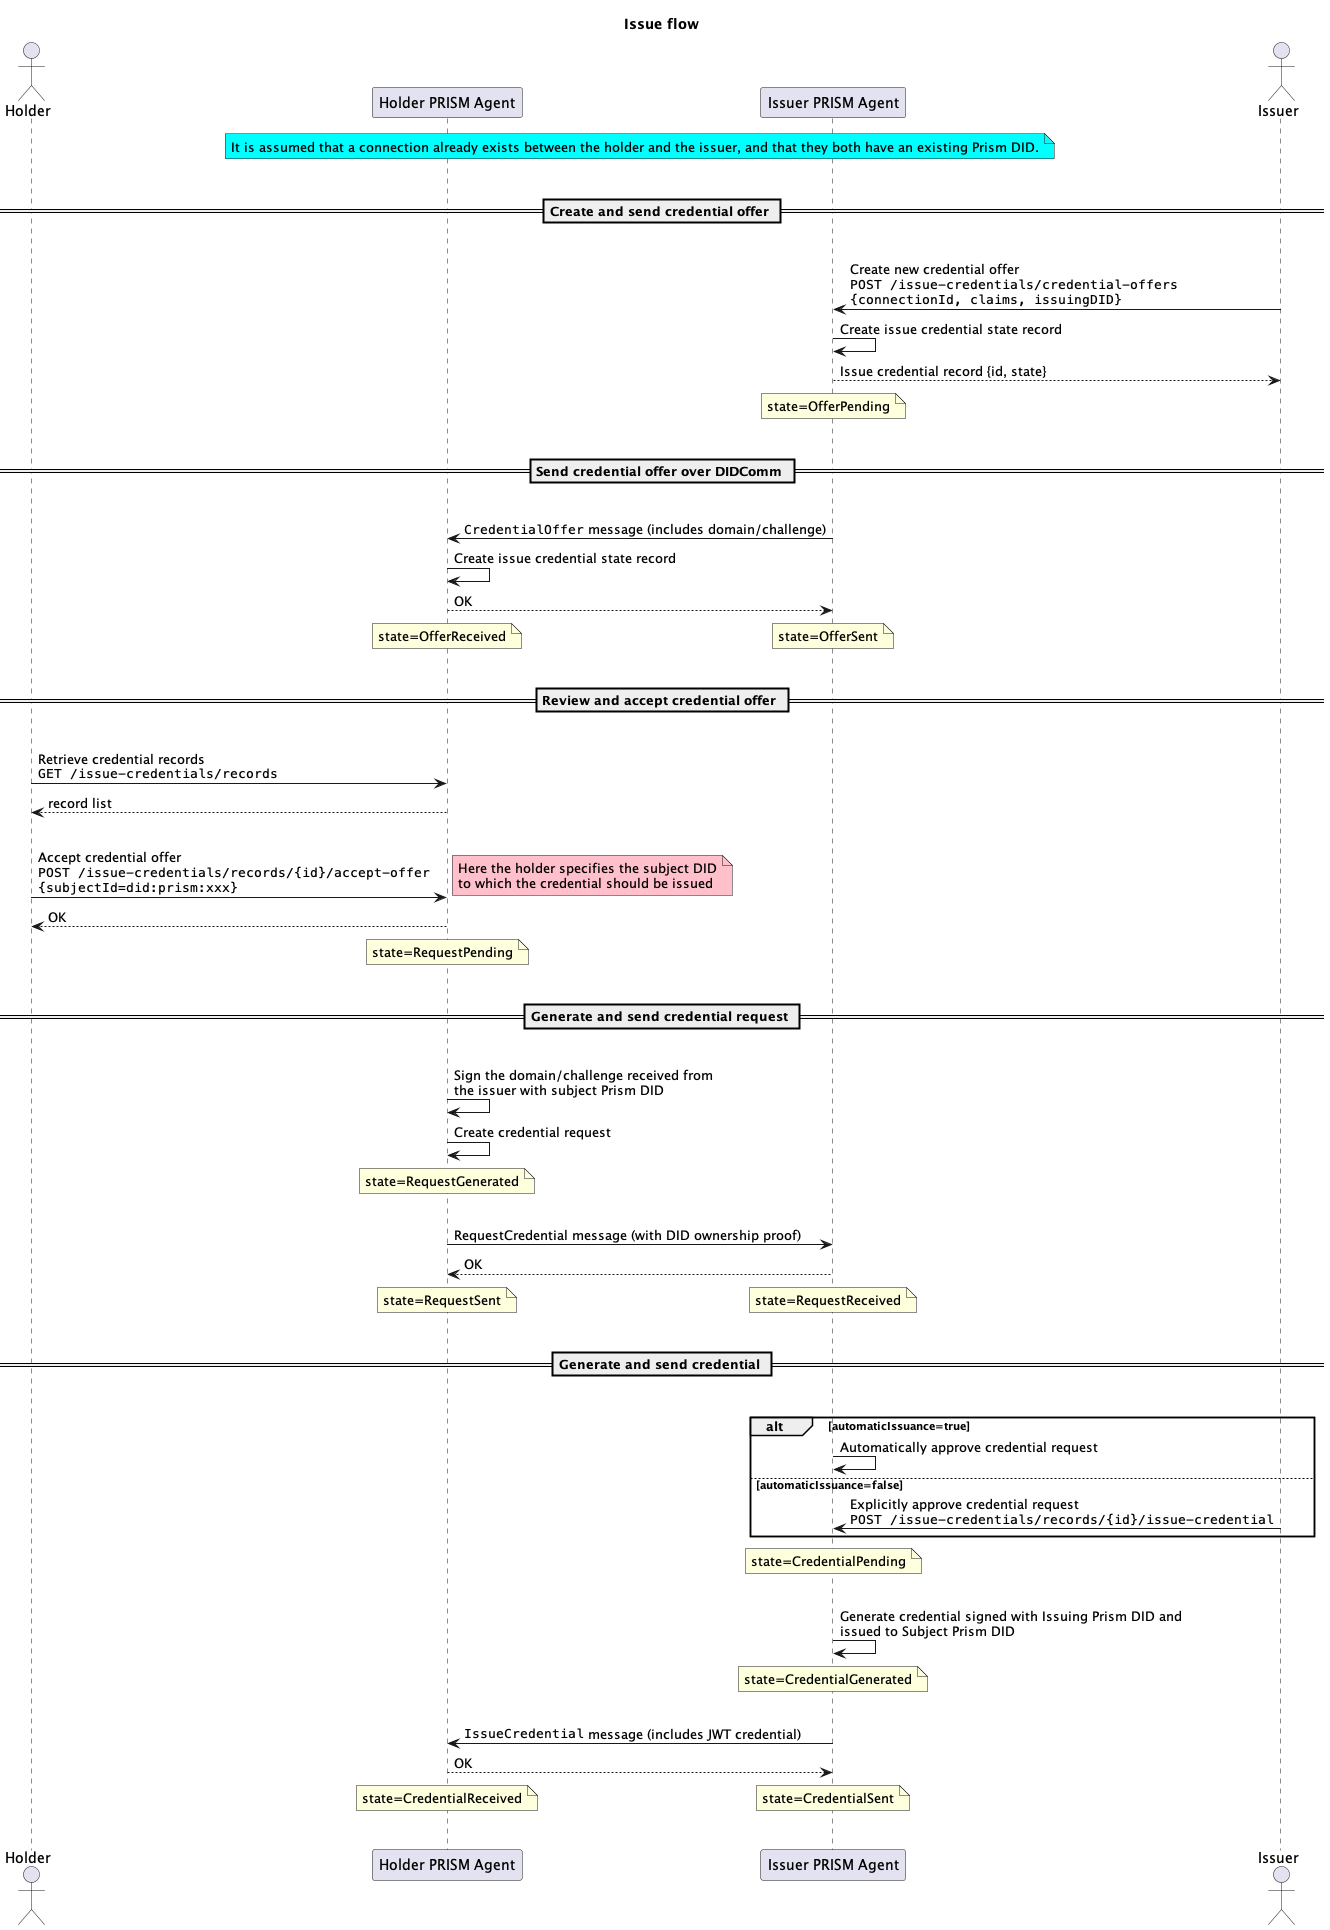 Issue flow
Holder
Holder PRISM Agent
Issuer PRISM Agent
Issuer
It is assumed that a connection already exists between the holder and the issuer, and that they both have an existing Prism DID.
Create and send credential offer
Create new credential offer
POST /issue-credentials/credential-offers
{connectionId, claims, issuingDID}
Create issue credential state record
Issue credential record {id, state}
state=OfferPending
Send credential offer over DIDComm
CredentialOffer message (includes domain/challenge)
Create issue credential state record
OK
state=OfferReceived
state=OfferSent
Review and accept credential offer
Retrieve credential records
GET /issue-credentials/records
record list
Accept credential offer
POST /issue-credentials/records/{id}/accept-offer
{subjectId=did:prism:xxx}
Here the holder specifies the subject DID
to which the credential should be issued
OK
state=RequestPending
Generate and send credential request
Sign the domain/challenge received from
the issuer with subject Prism DID
Create credential request
state=RequestGenerated
RequestCredential message (with DID ownership proof)
OK
state=RequestSent
state=RequestReceived
Generate and send credential
alt
[automaticIssuance=true]
Automatically approve credential request
[automaticIssuance=false]
Explicitly approve credential request
POST /issue-credentials/records/{id}/issue-credential
state=CredentialPending
Generate credential signed with Issuing Prism DID and
issued to Subject Prism DID
state=CredentialGenerated
IssueCredential message (includes JWT credential)
OK
state=CredentialReceived
state=CredentialSent
Holder
Holder PRISM Agent
Issuer PRISM Agent
Issuer